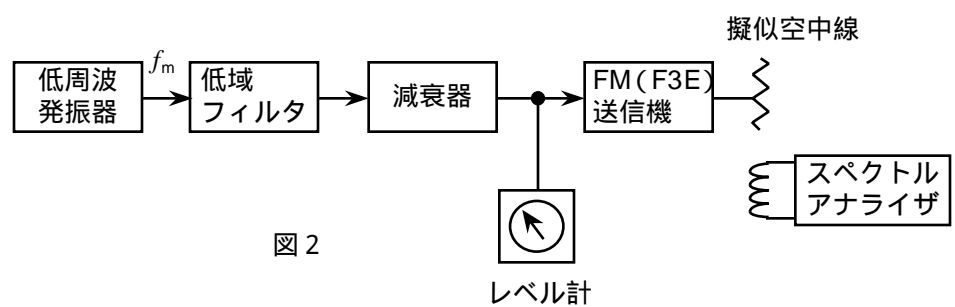 擬似空中線
fm
低周波
発振器
低域
フィルタ
減衰器
FM(F3E)
送信機
スペクトル
アナライザ
図2
レベル計